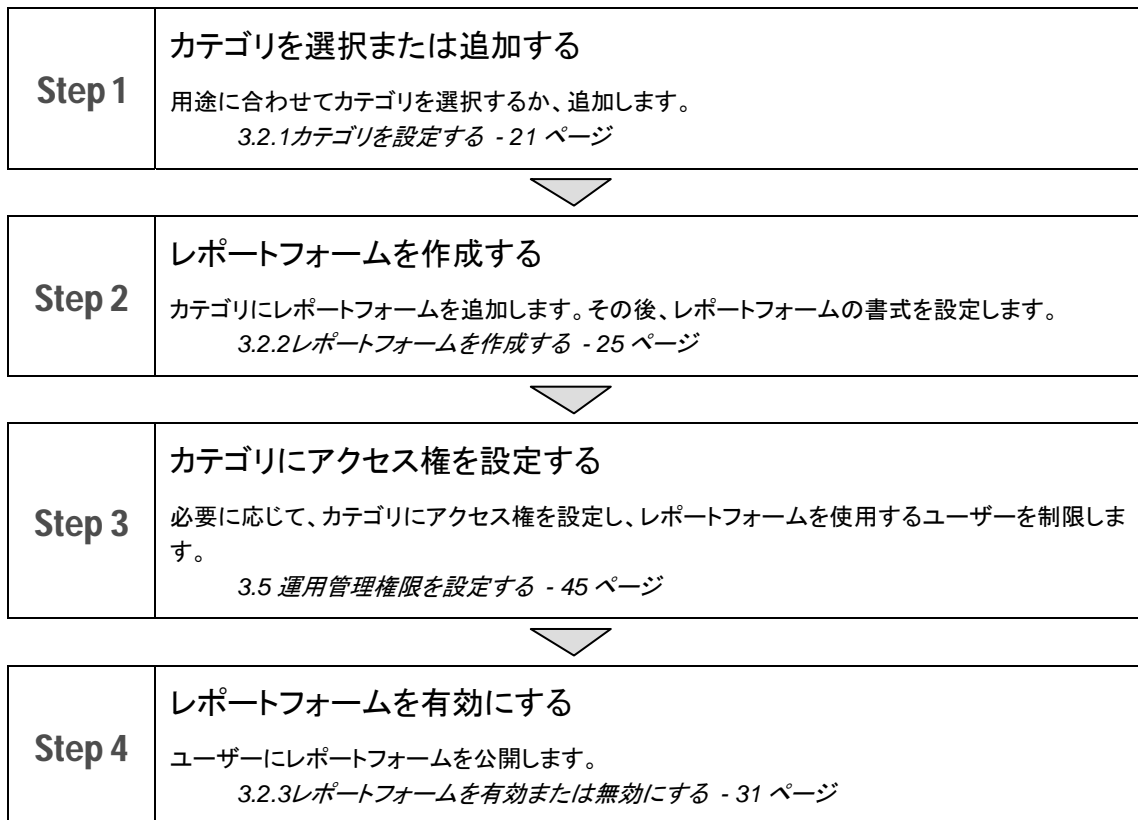 Step 1
カテゴリを選択または追加する
用途に合わせてカテゴリを選択するか、追加します。
3.2.1カテゴリを設定する - 21 ページ
Step 2
レポートフォームを作成する
カテゴリにレポートフォームを追加します。その後、レポートフォームの書式を設定します。
3.2.2レポートフォームを作成する - 25 ページ
Step 3
カテゴリにアクセス権を設定する
必要に応じて、カテゴリにアクセス権を設定し、レポートフォームを使用するユーザーを制限しま
す。
3.5 運用管理権限を設定する - 45 ページ
Step 4
レポートフォームを有効にする
ユーザーにレポートフォームを公開します。
3.2.3レポートフォームを有効または無効にする - 31 ページ